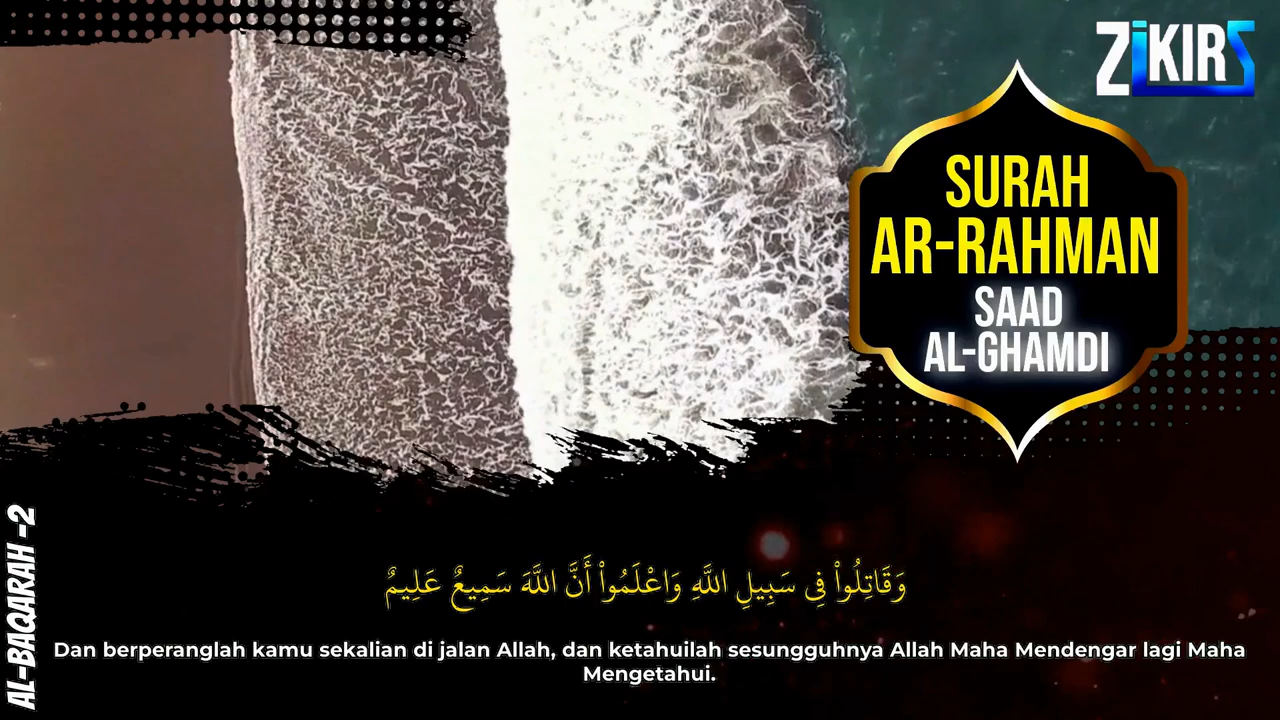 ZiKIRS
SURAH
AR-RAHMAN
SAAD
AL-GHAMDI
AL-BAQARAH -2
وَقَاتِلُواْ فِي سَبِيلِ اللَّهِ وَاعْلَمُواْ أَنَّ اللَّهَ سَمِيعٌ عَلِيمٌ
Dan berperanglah kamu sekalian di jalan Allah, dan ketahuilah sesungguhnya Allah Maha Mendengar lagi Maha
Mengetahui.